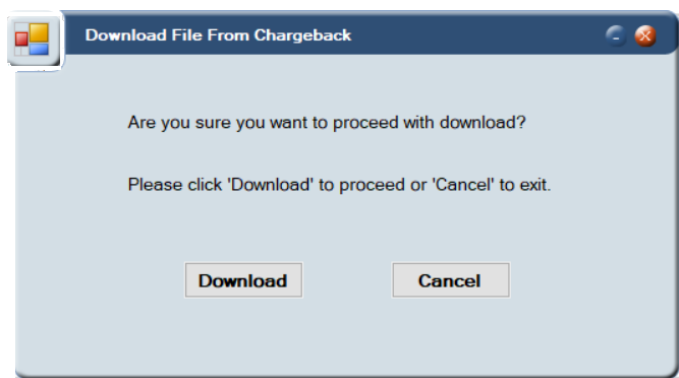 Download File From Chargeback
Are you sure you want to proceed with download?
Please click 'Download' to proceed or 'Cancel' to exit.
Download Cancel